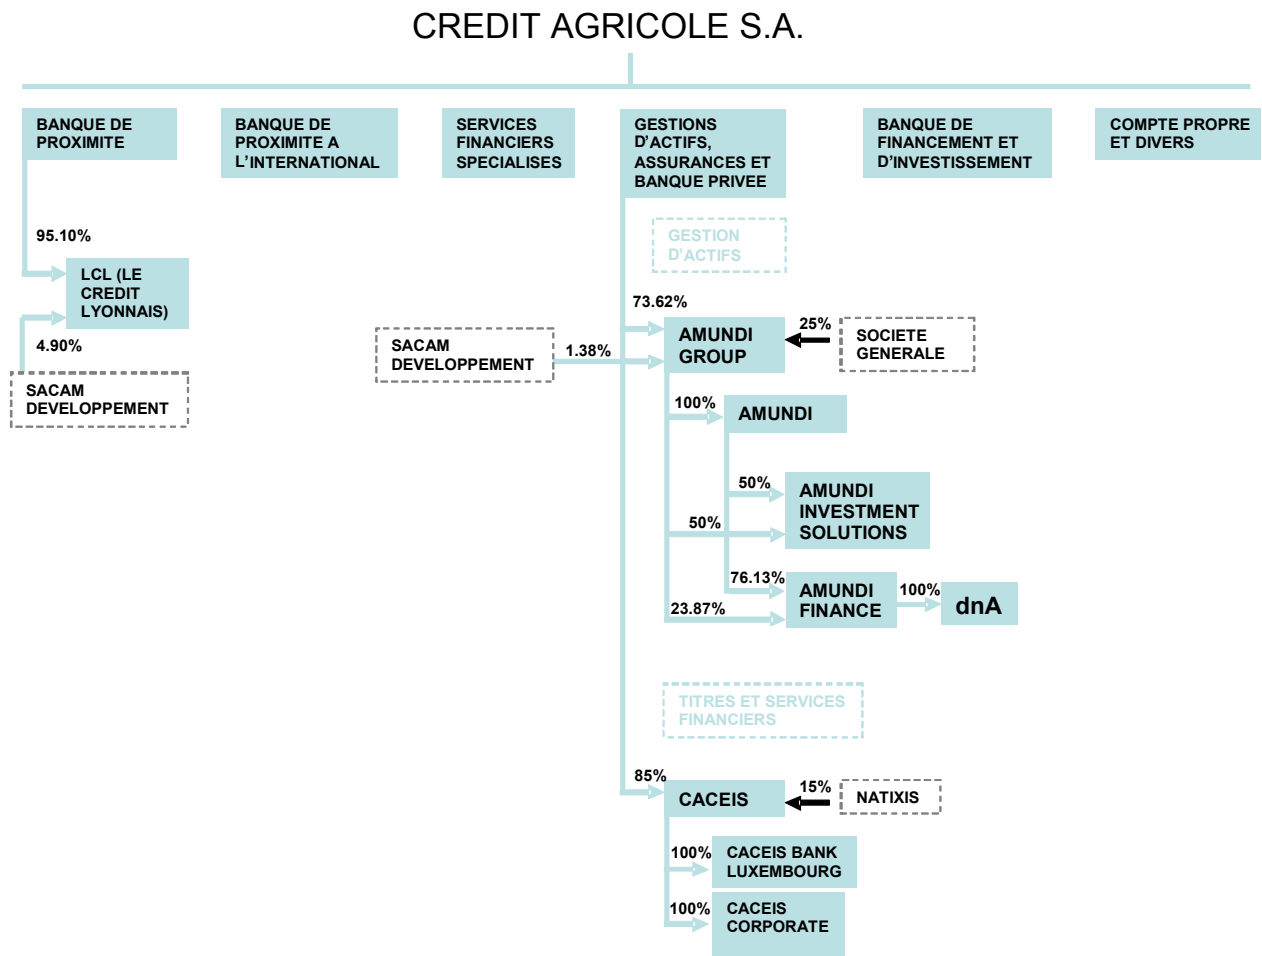 CREDIT AGRICOLE S.A.
BANQUE DE
PROXIMITE
BANQUE DE
PROXIMITE A
L'INTERNATIONAL
SERVICES
FINANCIERS
SPECIALISES
GESTIONS
D'ACTIFS,
ASSURANCES ET
BANQUE PRIVEE
BANQUE DE
FINANCEMENT ET
D'INVESTISSEMENT
COMPTE PROPRE
ET DIVERS
95.10%
LCL (LE
CREDIT
LYONNAIS)
4.90%
SACAM
DEVELOPPEMENT
GESTION
D'ACTIFS
73.62%
SACAM
DEVELOPPEMENT
1.38%
AMUNDI
GROUP
25%
SOCIETE
GENERALE
100%
AMUNDI
50%
AMUNDI
INVESTMENT
SOLUTIONS
50%
76.13%
AMUNDI
FINANCE
23.87%
100%
dnA
TITRES ET SERVICES
FINANCIERS
85%
CACEIS
15%
NATIXIS
100%
CACEIS BANK
LUXEMBOURG
100%
CACEIS
CORPORATE